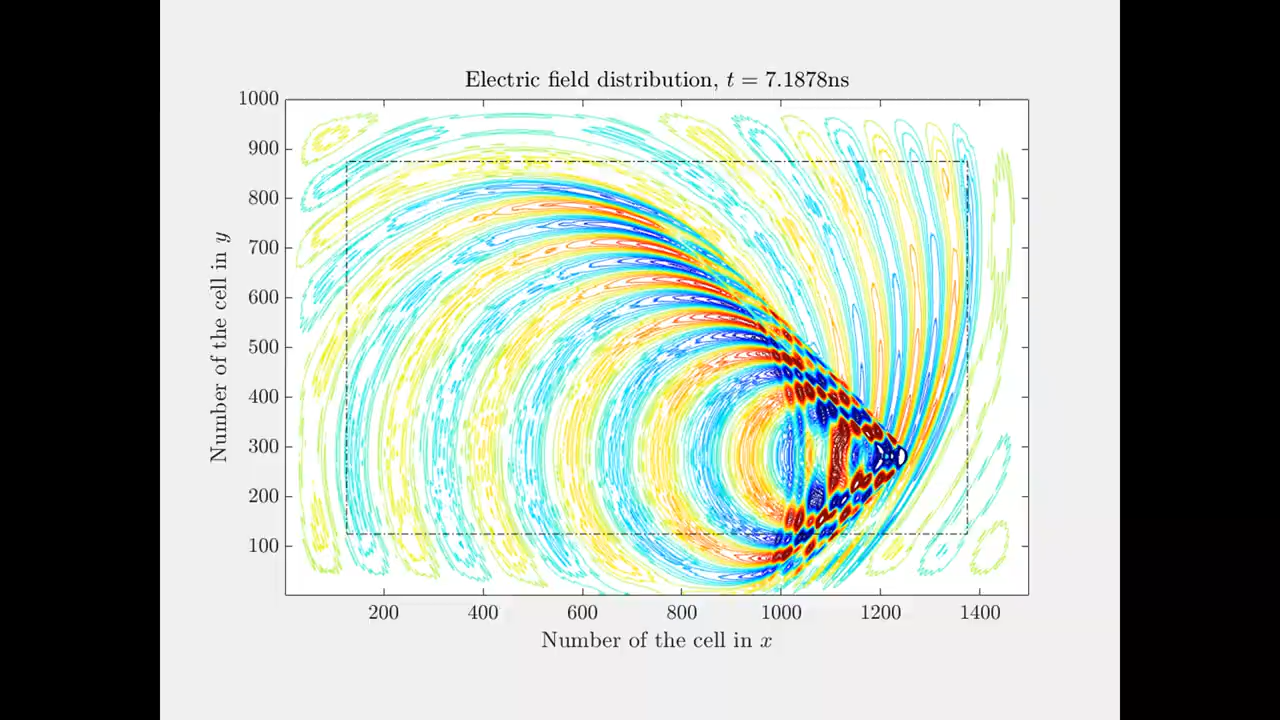 Electric field distribution, t = 7.1878ns
1000
900
800
700
600
500
400
300
200
100
Number of the cell in y
200 400 600 800 1000 1200 1400
Number of the cell in x